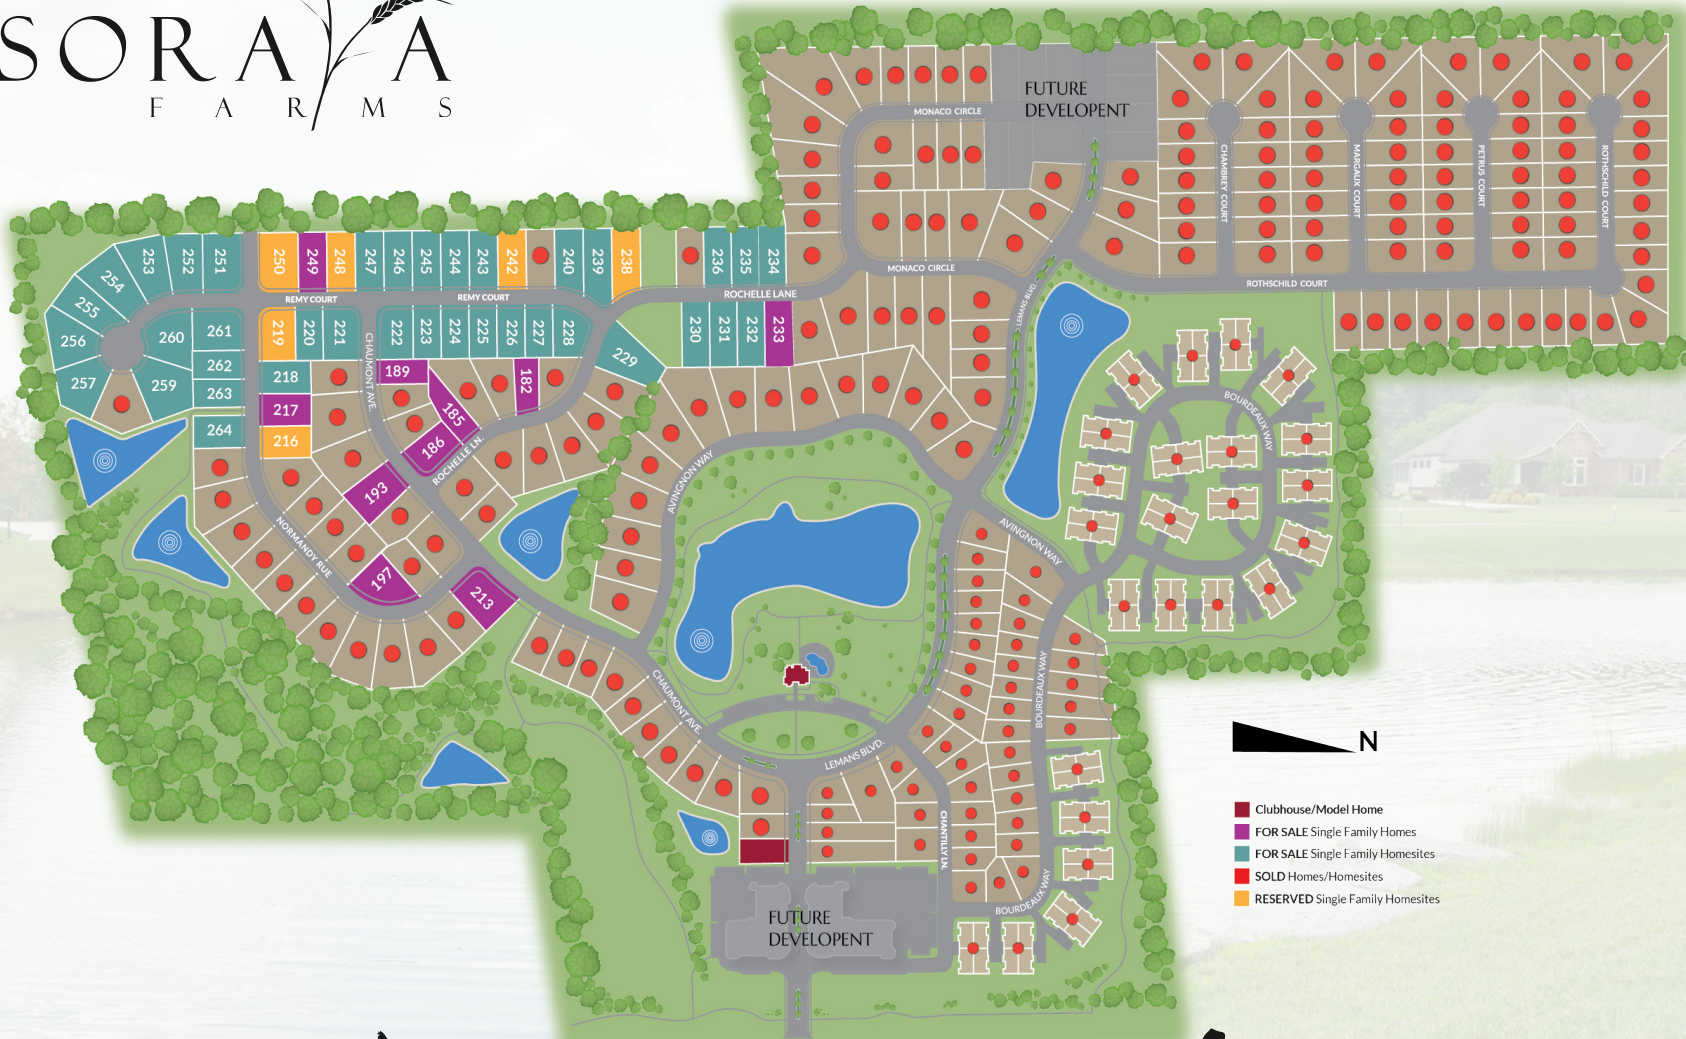 SORAYA
FARMS
FUTURE
DEVELOPENT
MONACO CIRCLE
CHAMBREY COURT
MARGAUX COURT
PETRUS COURT
ROTHSCHILD COURT
MONACO CIRCLE
ROTHSCHILD COURT
LEMANS BLVD.
250
249
248
247
246
245
244
243
242
240
239
238
236
235
234
251
252
253
254
255
256
257
259
260
261
262
263
264
REMY COURT
REMY COURT
ROCHELLE LANE
219
220
221
222
223
224
225
226
227
228
229
230
231
232
233
CHAUMONT AVE.
218
217
216
189
185
182
186
193
197
213
ROCHELLE LN.
NORMANDY RUE
AVINGNON WAY
AVINGNON WAY
BOURDEAUX WAY
BOURDEAUX WAY
CHAUMONT AVE.
LEMANS BLVD.
CHANTILLY LN.
BOURDEAUX WAY
FUTURE
DEVELOPENT
N
Clubhouse/Model Home
FOR SALE Single Family Homes
FOR SALE Single Family Homesites
SOLD Homes/Homesites
RESERVED Single Family Homesites